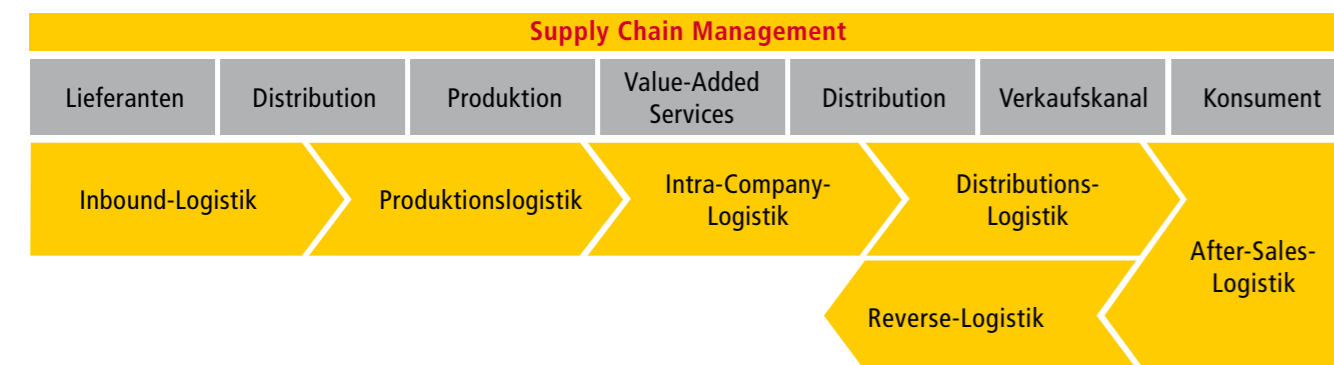 Supply Chain Management
Lieferanten
Distribution
Produktion
Value-Added
Services
Distribution
Verkaufskanal
Konsument
Inbound-Logistik
Produktionslogistik
Intra-Company-
Logistik
Distributions-
Logistik
After-Sales-
Logistik
Reverse-Logistik